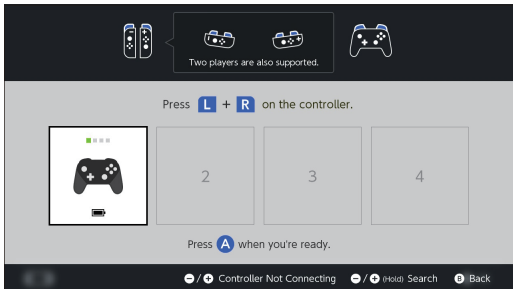 Two players are also supported.
Press L + R on the controller.
2
3
4
Press A when you're ready.
-/+ Controller Not Connecting -/+ (Hold) Search B Back